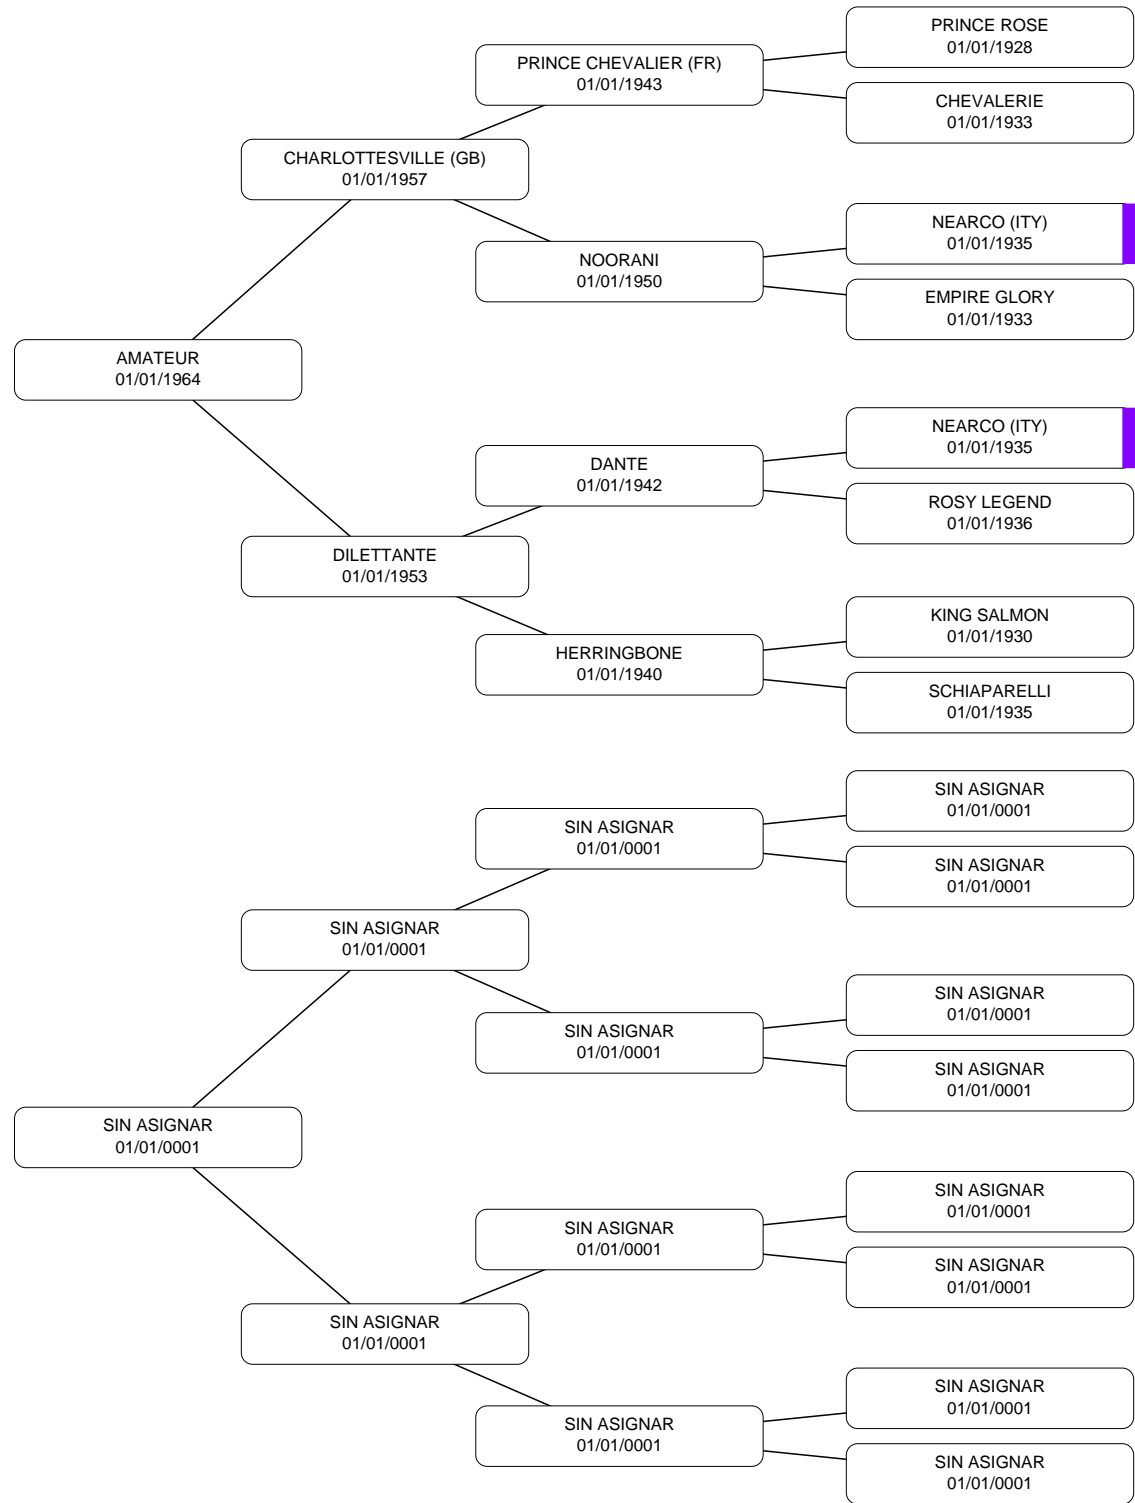 PRINCE ROSE
01/01/1928
PRINCE CHEVALIER (FR)
01/01/1943
CHEVALERIE
01/01/1933
CHARLOTTESVILLE (GB)
01/01/1957
NEARCO (ITY)
01/01/1935
NOORANI
01/01/1950
EMPIRE GLORY
01/01/1933
AMATEUR
01/01/1964
NEARCO (ITY)
01/01/1935
DANTE
01/01/1942
ROSY LEGEND
01/01/1936
DILETTANTE
01/01/1953
KING SALMON
01/01/1930
HERRINGBONE
01/01/1940
SCHIAPARELLI
01/01/1935
SIN ASIGNAR
01/01/0001
SIN ASIGNAR
01/01/0001
SIN ASIGNAR
01/01/0001
SIN ASIGNAR
01/01/0001
SIN ASIGNAR
01/01/0001
SIN ASIGNAR
01/01/0001
SIN ASIGNAR
01/01/0001
SIN ASIGNAR
01/01/0001
SIN ASIGNAR
01/01/0001
SIN ASIGNAR
01/01/0001
SIN ASIGNAR
01/01/0001
SIN ASIGNAR
01/01/0001
SIN ASIGNAR
01/01/0001
SIN ASIGNAR
01/01/0001
SIN ASIGNAR
01/01/0001